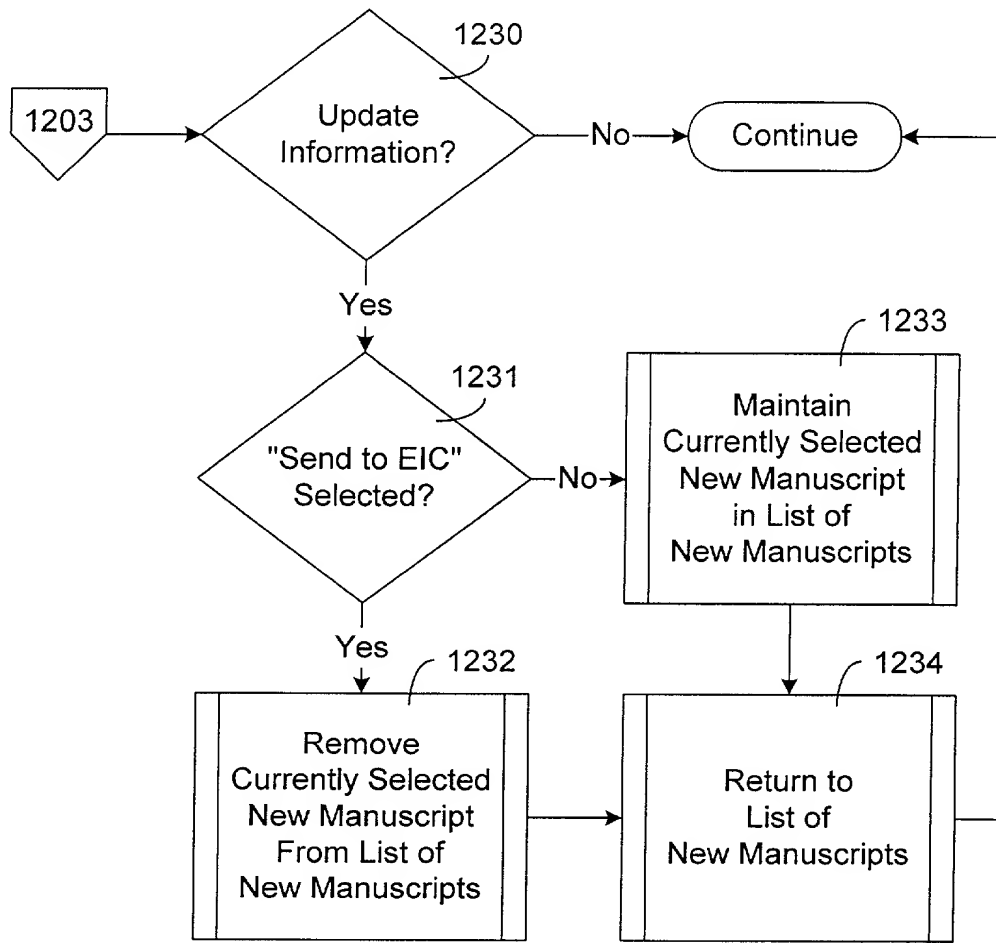 1230
1203
Update
Information?
No
Continue
Yes
1233
1231
"Send to EIC"
Selected?
No
Maintain
Currently Selected
New Manuscript
in List of
New Manuscripts
Yes
1232
1234
Remove
Currently Selected
New Manuscript
From List of
New Manuscripts
Return to
List of
New Manuscripts